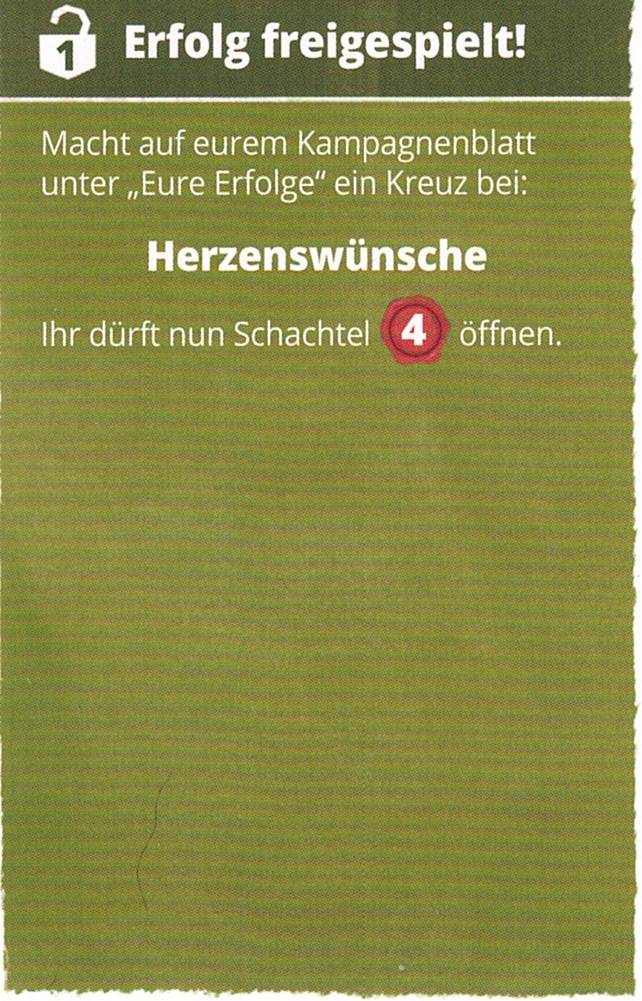 1 Erfolg freigespielt!
Macht auf eurem Kampagnenblatt
unter „Eure Erfolge“ ein Kreuz bei:
Herzenswünsche
Ihr dürft nun Schachtel 4 öffnen.